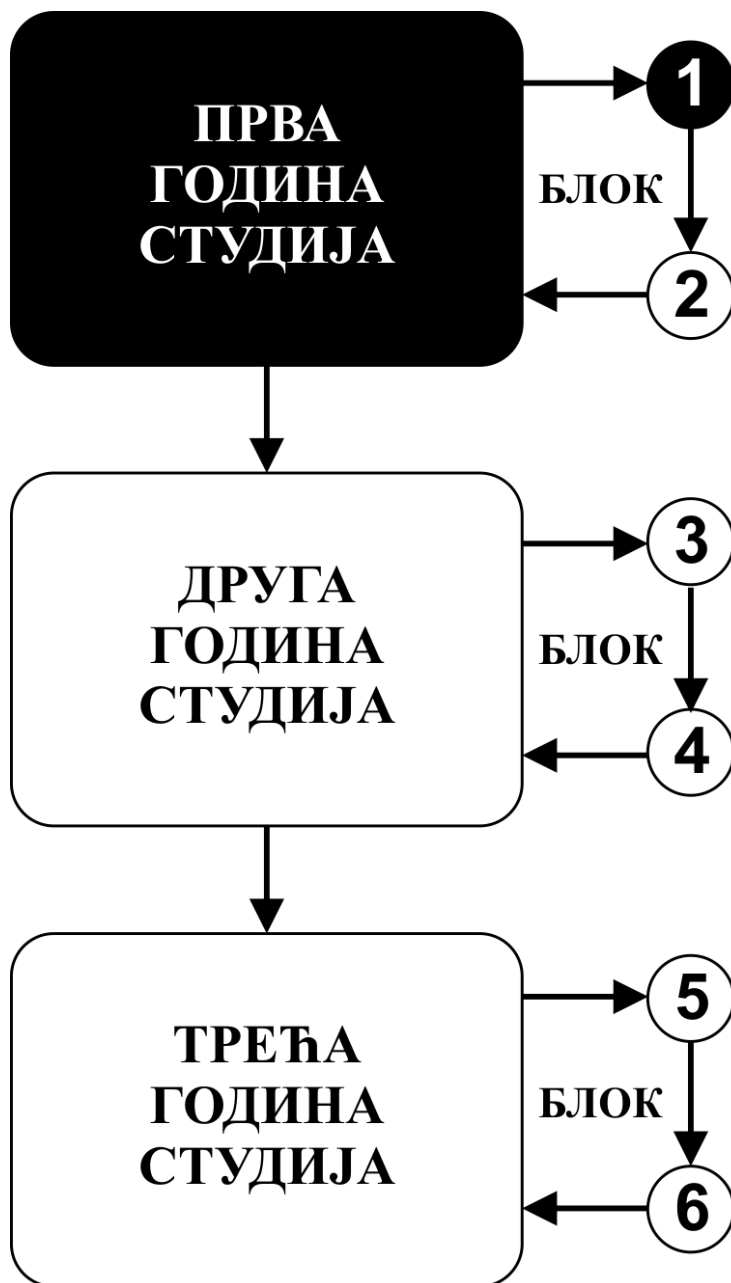 ПРВА
ГОДИНА
СТУДИЈА
1
БЛОК
2
ДРУГА
ГОДИНА
СТУДИЈА
3
БЛОК
4
ТРЕЋА
ГОДИНА
СТУДИЈА
5
БЛОК
6